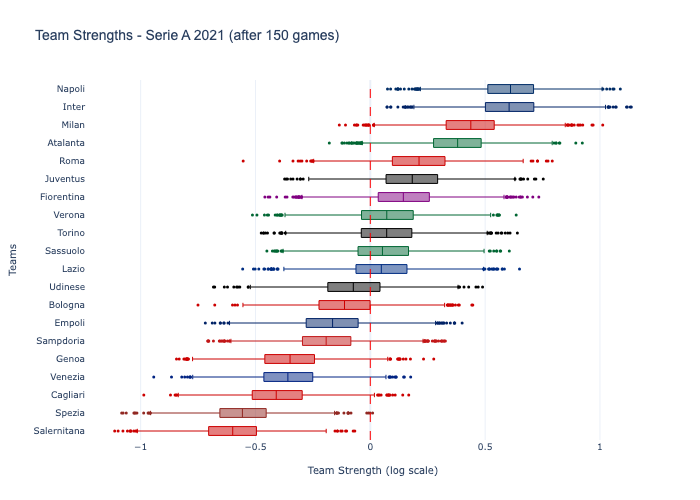 Team Strengths - Serie A 2021 (after 150 games)
Napoli
Inter
Milan
Atalanta
Roma
Juventus
Fiorentina
Verona
Torino
Sassuolo
Lazio
Udinese
Bologna
Empoli
Sampdoria
Genoa
Venezia
Cagliari
Spezia
Salernitana
Teams
−1 −0.5 0 0.5 1
Team Strength (log scale)